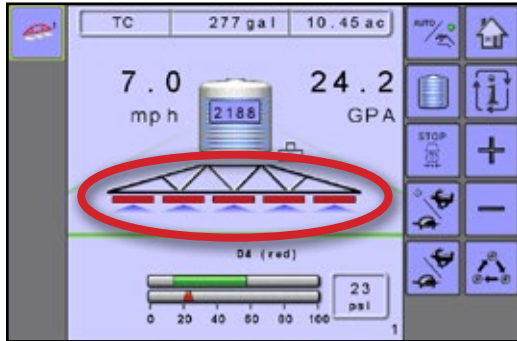 TC 277 gal 10.45 ac
AUTO
7.0 24.2
mph 2188 GPA
STOP
D4 (red)
23
psi
0 20 40 60 80 100
1